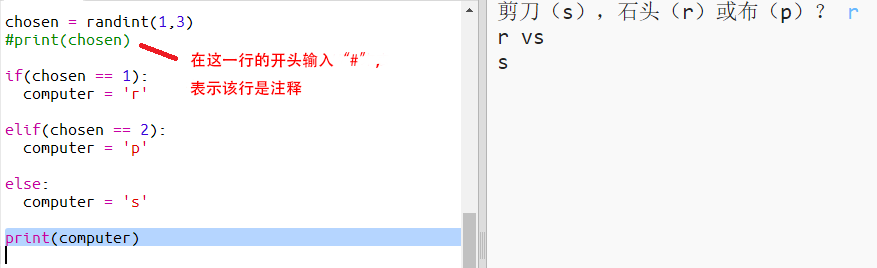 chosen = randint(1,3)
#print(chosen)
在这一行的开头输入“#”,
表示该行是注释
if(chosen == 1):
  computer = 'r'
elif(chosen == 2):
  computer = 'p'
else:
  computer = 's'
print(computer)
剪刀（s），石头（r）或布（p）？ r
r vs
s